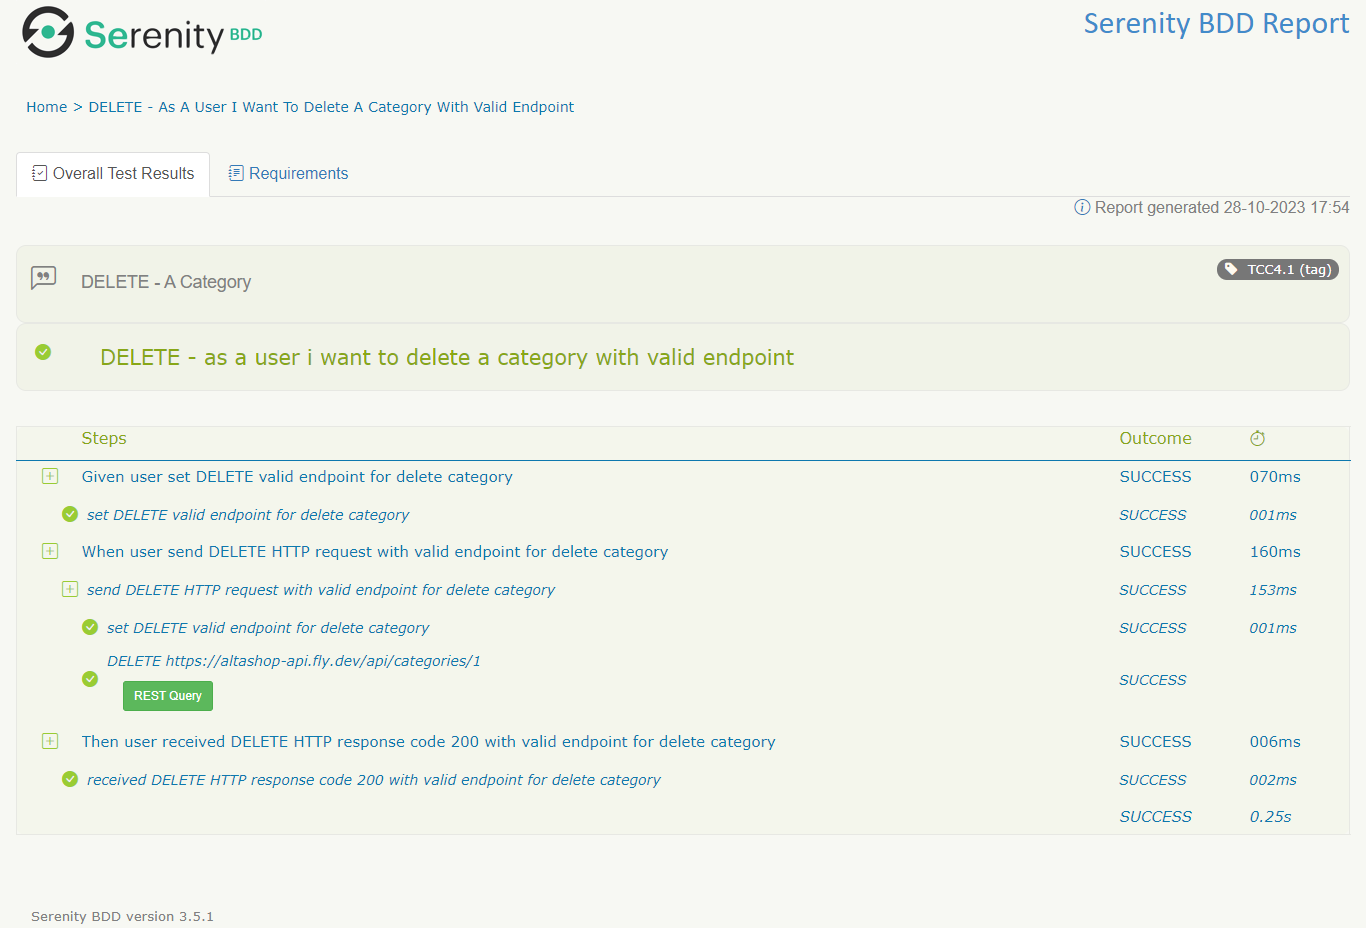 Serenity BDD
Serenity BDD Report
Home > DELETE - As A User I Want To Delete A Category With Valid Endpoint
Overall Test Results
Requirements
Report generated 28-10-2023 17:54
DELETE - A Category
TCC4.1 (tag)
DELETE - as a user i want to delete a category with valid endpoint
Steps Outcome
Given user set DELETE valid endpoint for delete category SUCCESS 070ms
set DELETE valid endpoint for delete category SUCCESS 001ms
When user send DELETE HTTP request with valid endpoint for delete category SUCCESS 160ms
send DELETE HTTP request with valid endpoint for delete category SUCCESS 153ms
set DELETE valid endpoint for delete category SUCCESS 001ms
DELETE https://altashop-api.fly.dev/api/categories/1
SUCCESS
REST Query
Then user received DELETE HTTP response code 200 with valid endpoint for delete category SUCCESS 006ms
received DELETE HTTP response code 200 with valid endpoint for delete category SUCCESS 002ms
SUCCESS 0.25s
Serenity BDD version 3.5.1